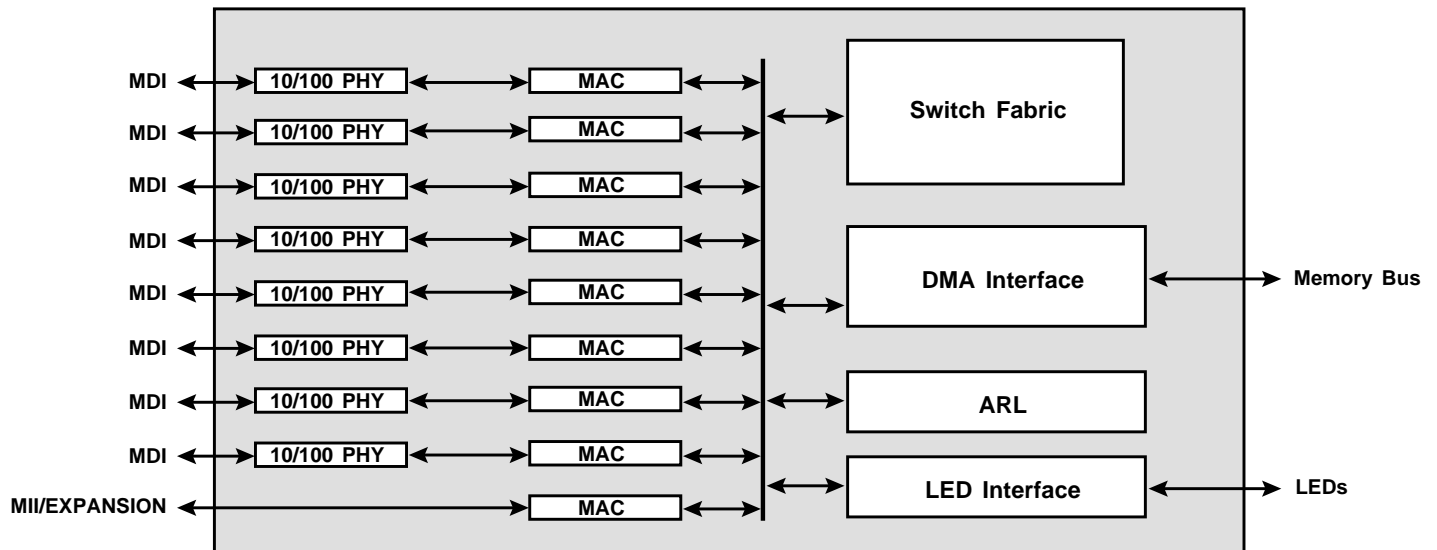 MDI 10/100 PHY MAC
MDI 10/100 PHY MAC
MDI 10/100 PHY MAC
MDI 10/100 PHY MAC
MDI 10/100 PHY MAC
MDI 10/100 PHY MAC
MDI 10/100 PHY MAC
MDI 10/100 PHY MAC
MII/EXPANSION MAC
Switch Fabric
DMA Interface
Memory Bus
ARL
LED Interface
LEDs